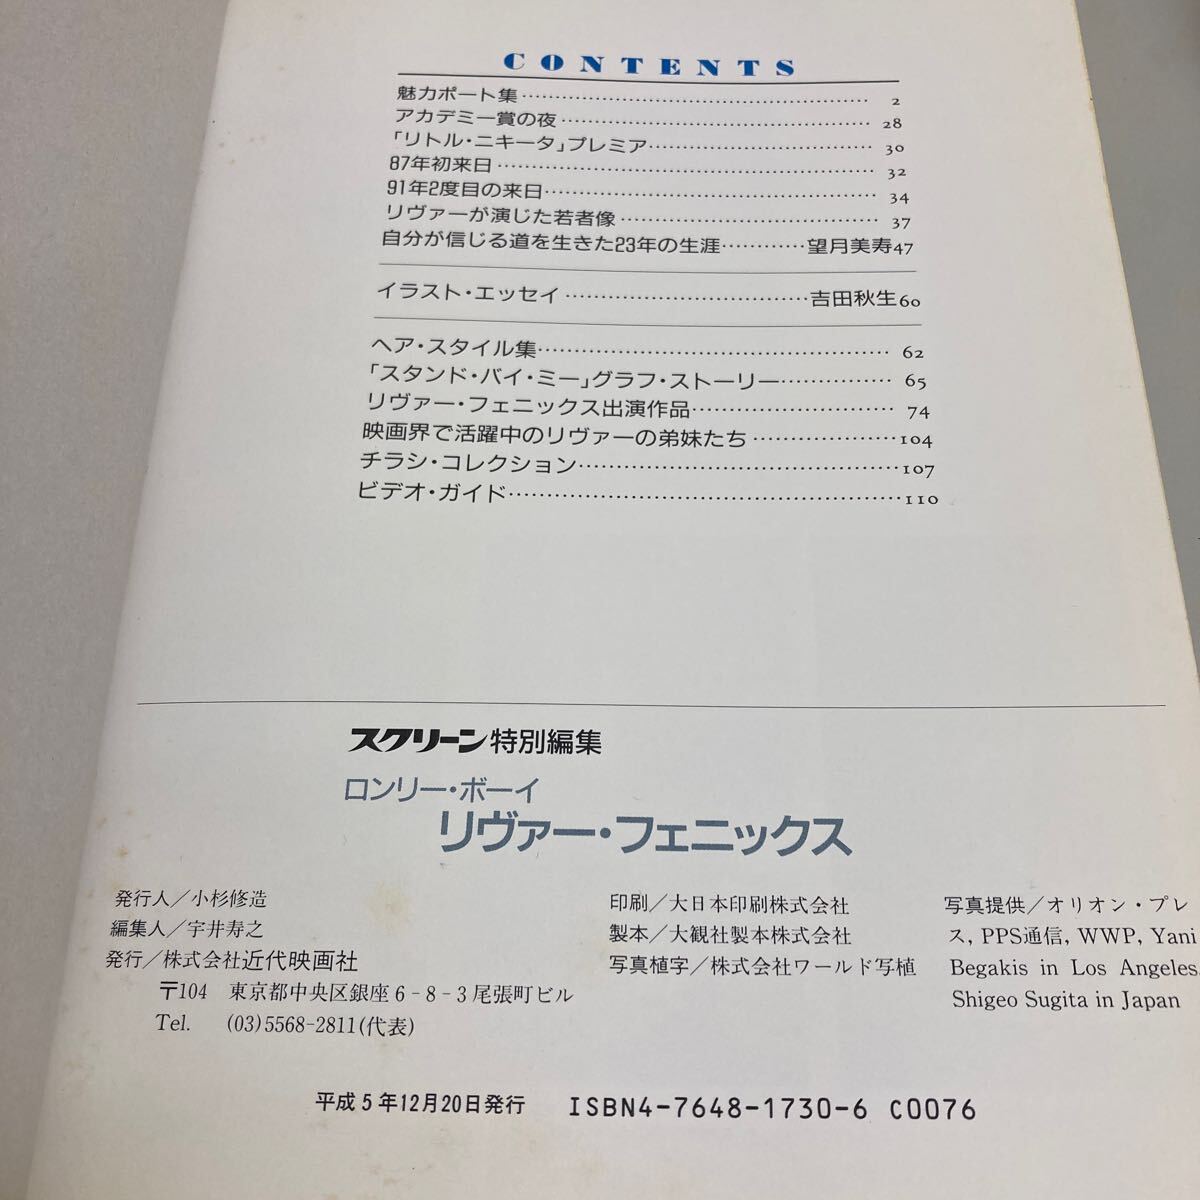 CONTENTS
魅力ポート集…………………………………………… 2
アカデミー賞の夜………………………………………… 28
「リトル・ニキータ」プレミア…………………………… 30
87年初来日………………………………………………… 32
91年2度目の来日………………………………………… 34
リヴァーが演じた若者像………………………………… 37
自分が信じる道を生きた23年の生涯…………望月美寿47
イラスト・エッセイ………………………………吉田秋生60
ヘア・スタイル集………………………………………… 62
「スタンド・バイ・ミー」グラフ・ストーリー…………… 65
リヴァー・フェニックス出演作品………………………… 74
映画界で活躍中のリヴァーの弟妹たち…………………104
チラシ・コレクション……………………………………107
ビデオ・ガイド……………………………………………110
スクリーン特別編集
ロンリー・ボーイ
リヴァー・フェニックス
発行人／小杉修造
編集人／宇井寿之
発行／株式会社近代映画社
〒104 東京都中央区銀座6-8-3尾張町ビル
Tel. (03)5568-2811(代表)
印刷／大日本印刷株式会社
製本／大観社製本株式会社
写真植字／株式会社ワールド写植
写真提供／オリオン・プレ
ス, PPS通信, WWP, Yani
Begakis in Los Angeles,
Shigeo Sugita in Japan
平成5年12月20日発行 ISBN4-7648-1730-6 C0076